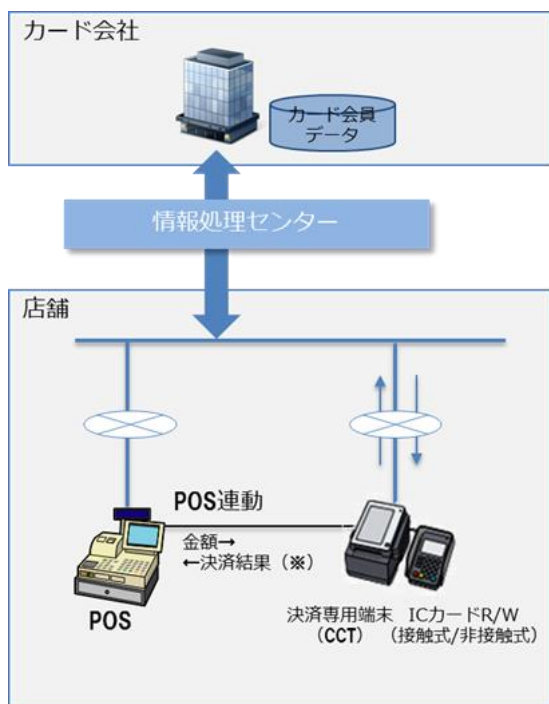 カード会社
カード会員
データ
情報処理センター
店舗
POS連動
金額→
←決済結果（※）
POS
決済専用端末 ICカードR/W
（CCT） （接触式/非接触式）